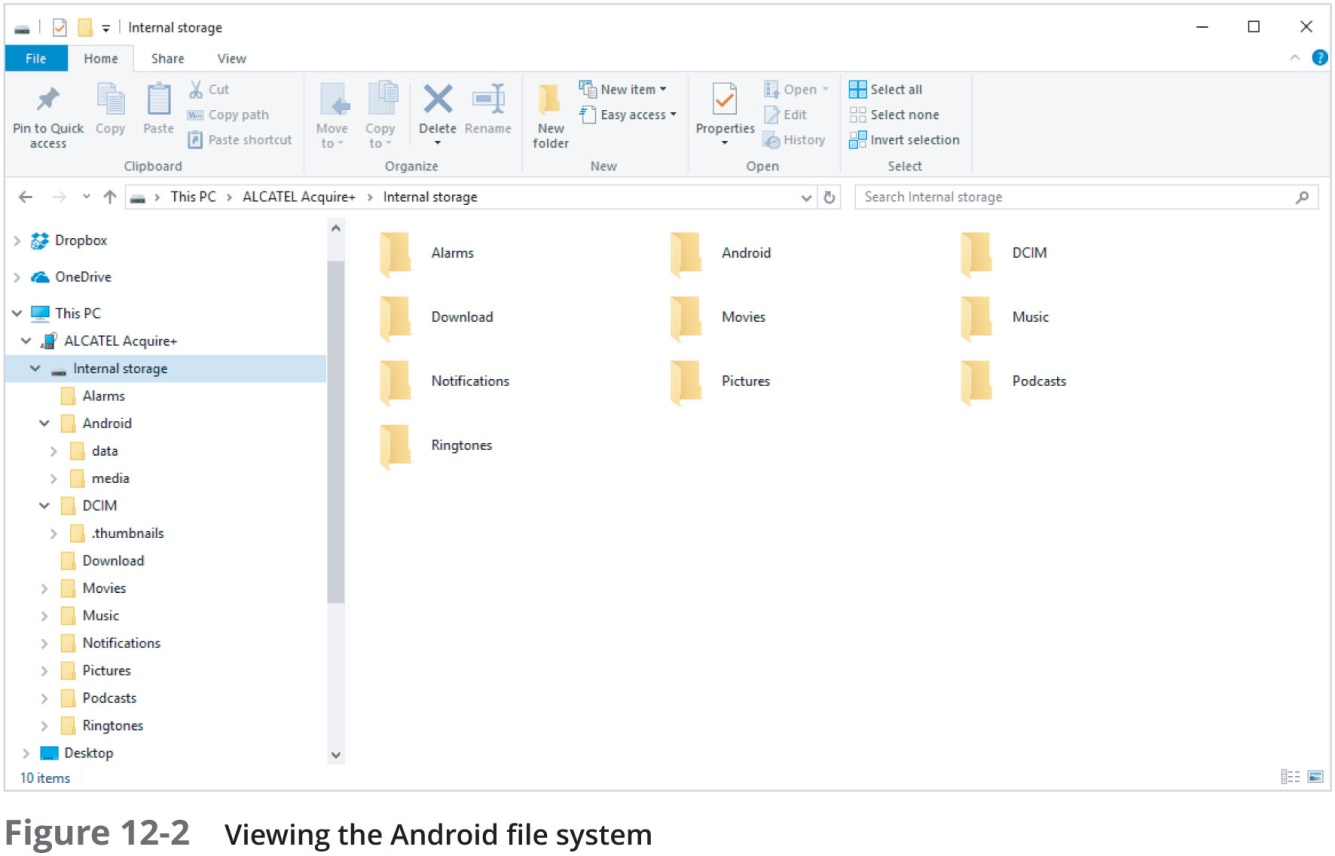 Internal storage
File Home Share View
Pin to Quick access
Copy
Paste
Cut
Copy path
Paste shortcut
Clipboard
Move to
Copy to
Delete
Rename
Organize
New folder
New item
Easy access
New
Properties
Open
Edit
History
Open
Select all
Select none
Invert selection
Select
This PC > ALCATEL Acquire+ > Internal storage
Search Internal storage
Dropbox
OneDrive
This PC
ALCATEL Acquire+
Internal storage
Alarms
Android
data
media
DCIM
.thumbnails
Download
Movies
Music
Notifications
Pictures
Podcasts
Ringtones
Desktop
Alarms Android DCIM
Download Movies Music
Notifications Pictures Podcasts
Ringtones
10 items
Figure 12-2 Viewing the Android file system